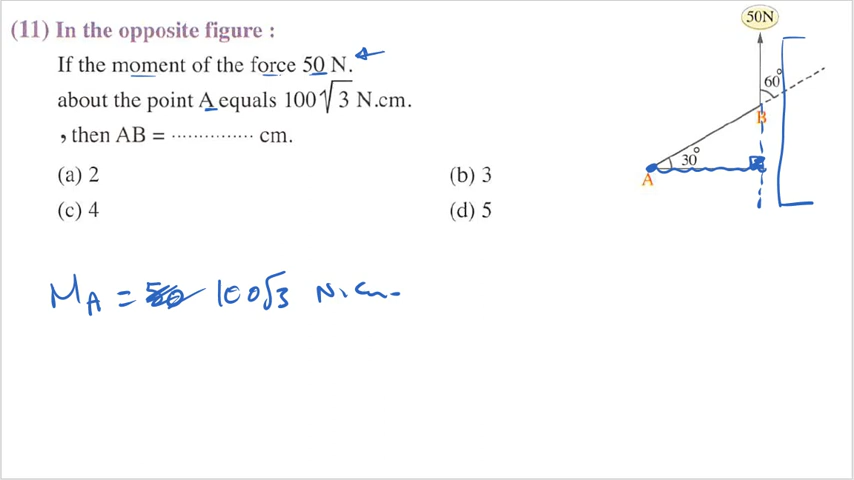 (11) In the opposite figure :
If the moment of the force 50 N.
about the point A equals 100√3 N.cm.
, then AB = ·············· cm.
(a) 2
(b) 3
(c) 4
(d) 5
50N
60°
B
30°
A
M_A = 50 100√3 N.cm.